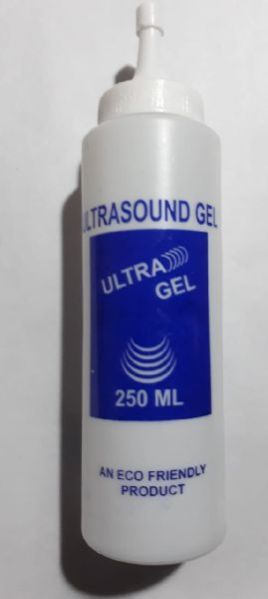 ULTRASOUND GEL
ULTRA
GEL
250 ML
AN ECO FRIENDLY
PRODUCT